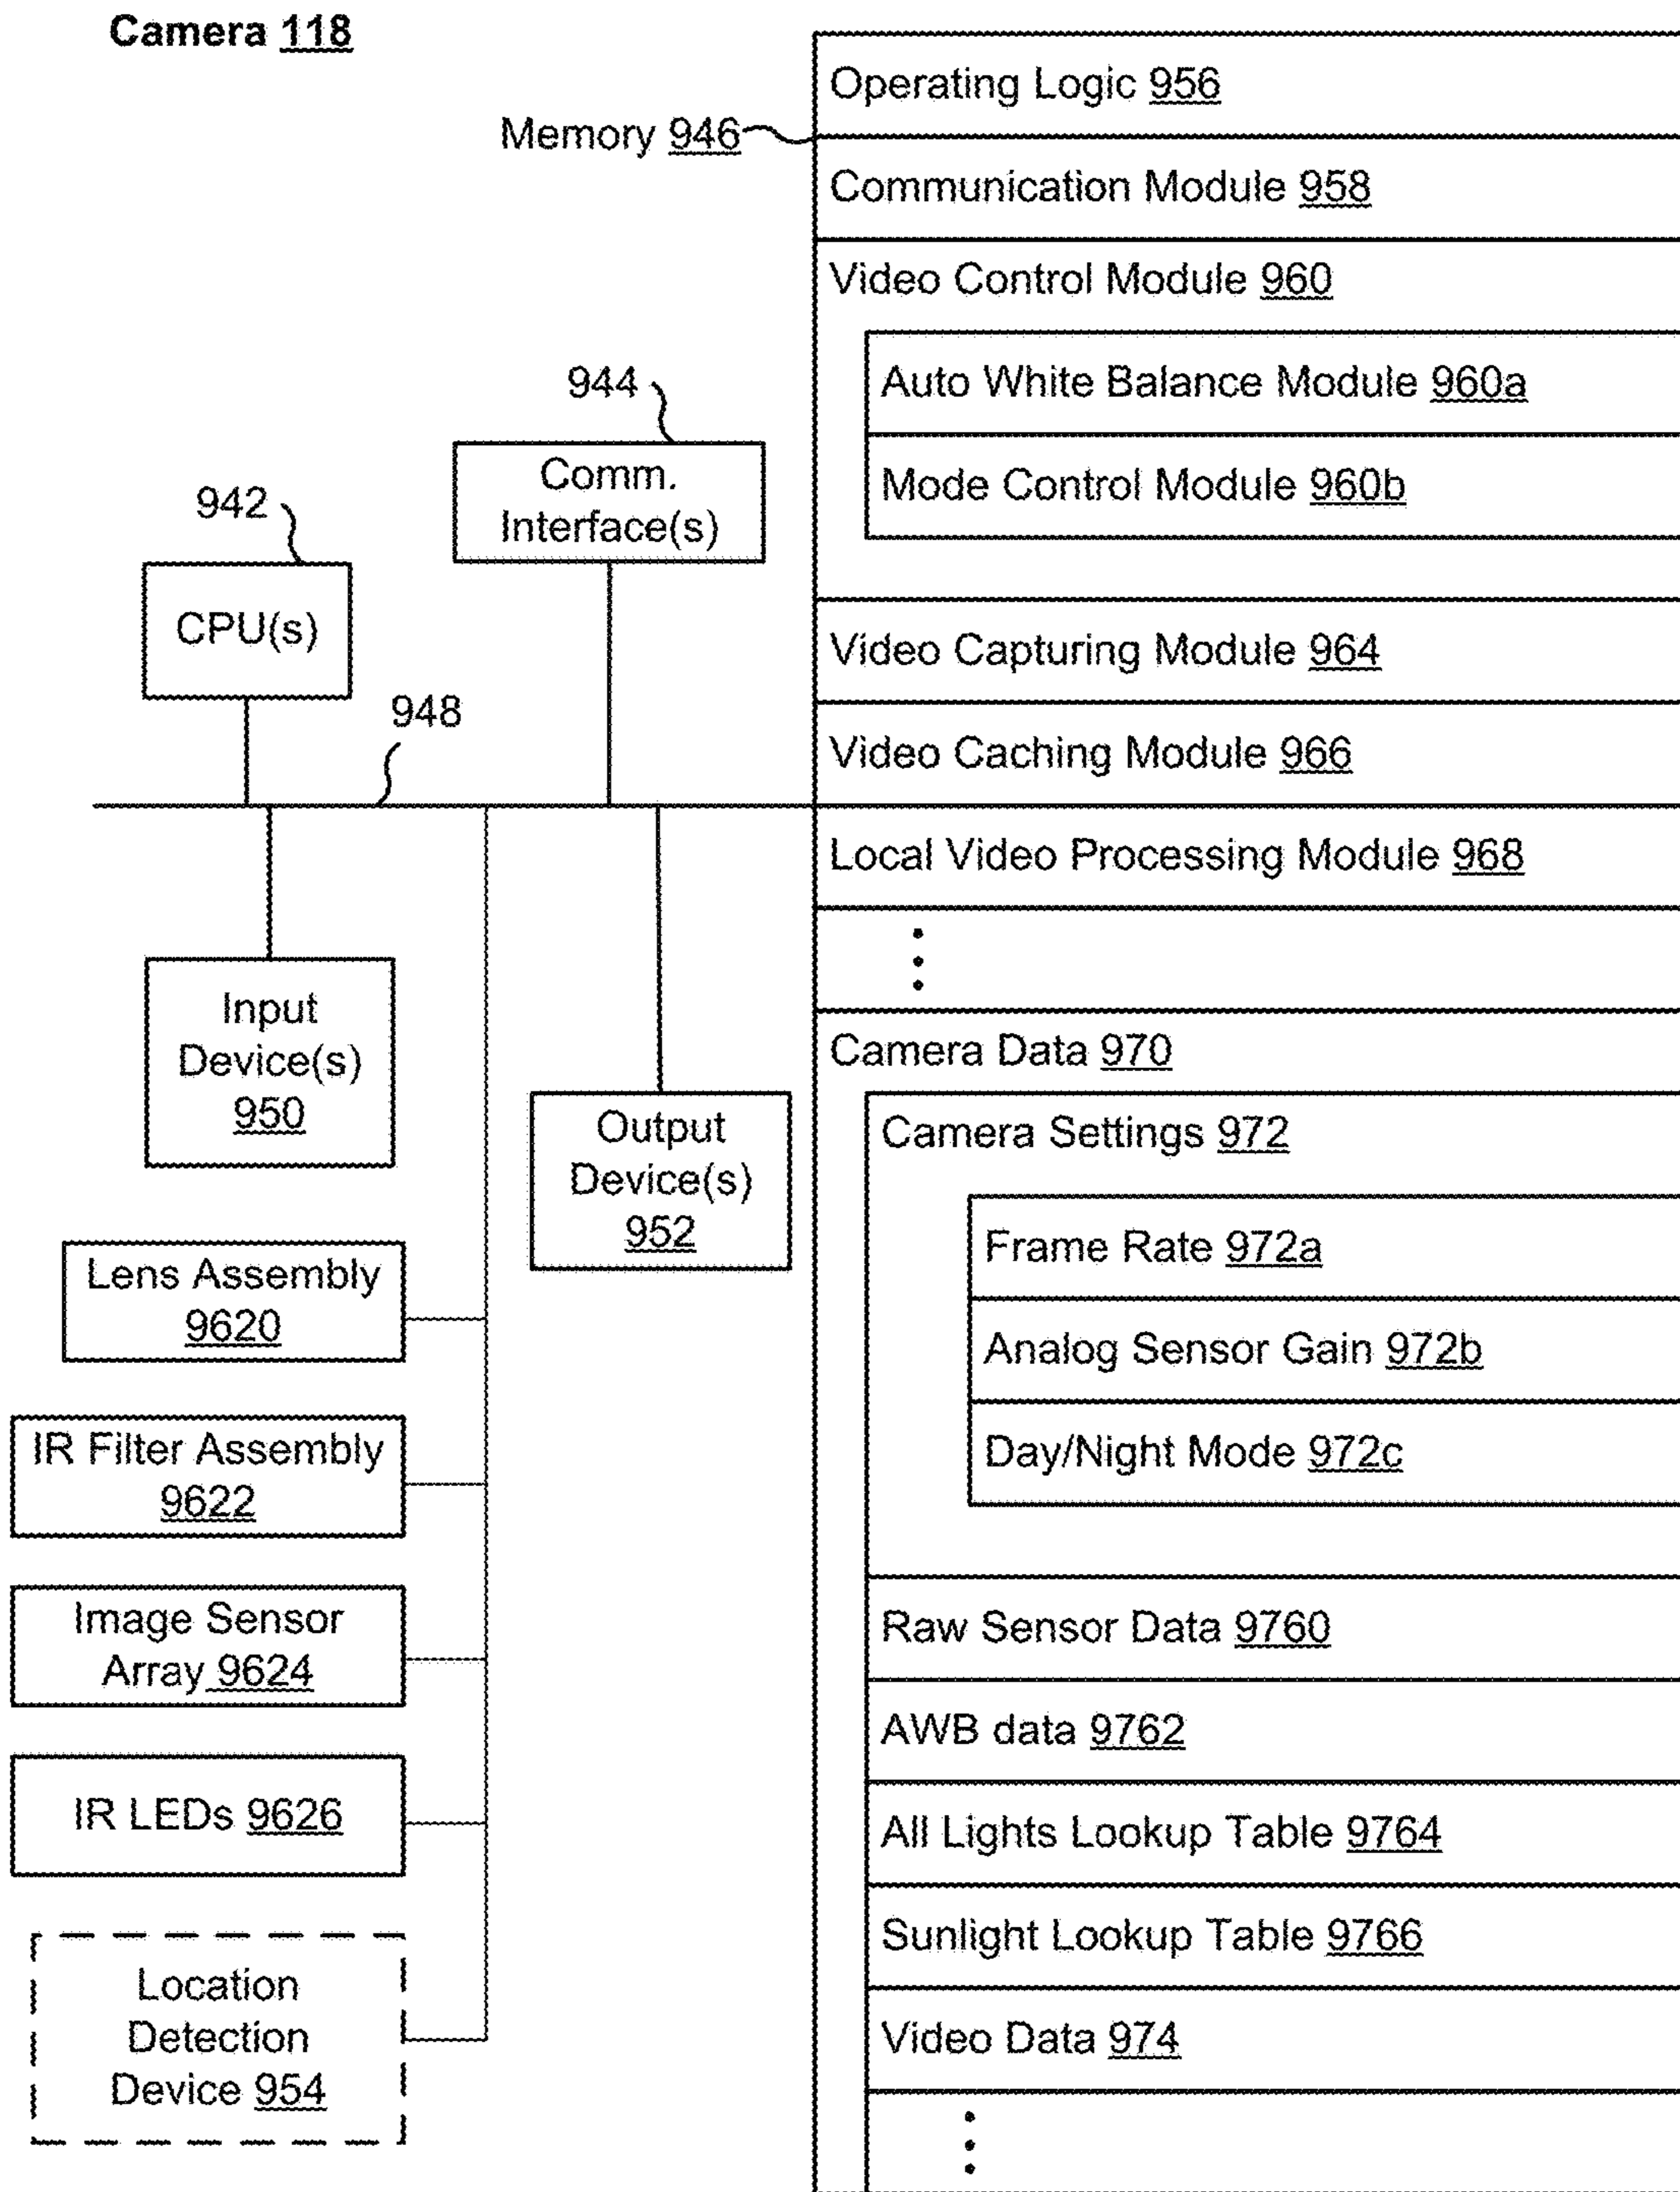 Camera 118
Memory 946
944
Comm.
Interface(s)
942
CPU(s)
948
Input
Device(s)
950
Output
Device(s)
952
Lens Assembly
9620
IR Filter Assembly
9622
Image Sensor
Array 9624
IR LEDs 9626
Location
Detection
Device 954
Operating Logic 956
Communication Module 958
Video Control Module 960
Auto White Balance Module 960a
Mode Control Module 960b
Video Capturing Module 964
Video Caching Module 966
Local Video Processing Module 968
Camera Data 970
Camera Settings 972
Frame Rate 972a
Analog Sensor Gain 972b
Day/Night Mode 972c
Raw Sensor Data 9760
AWB data 9762
All Lights Lookup Table 9764
Sunlight Lookup Table 9766
Video Data 974